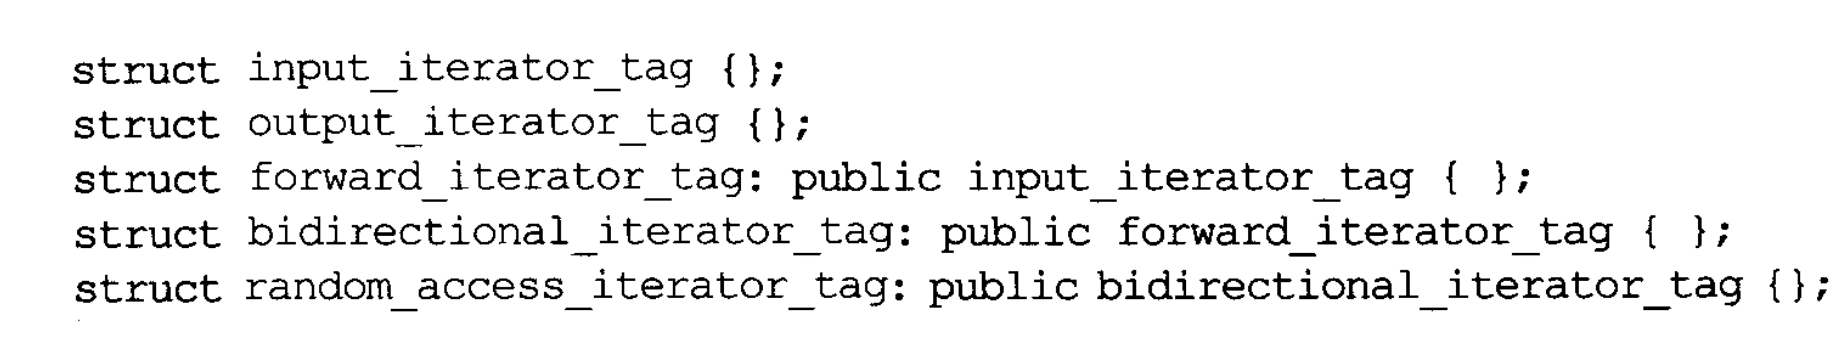 struct input_iterator_tag {};
struct output_iterator_tag {};
struct forward_iterator_tag: public input_iterator_tag { };
struct bidirectional_iterator_tag: public forward_iterator_tag { };
struct random_access_iterator_tag: public bidirectional_iterator_tag {};